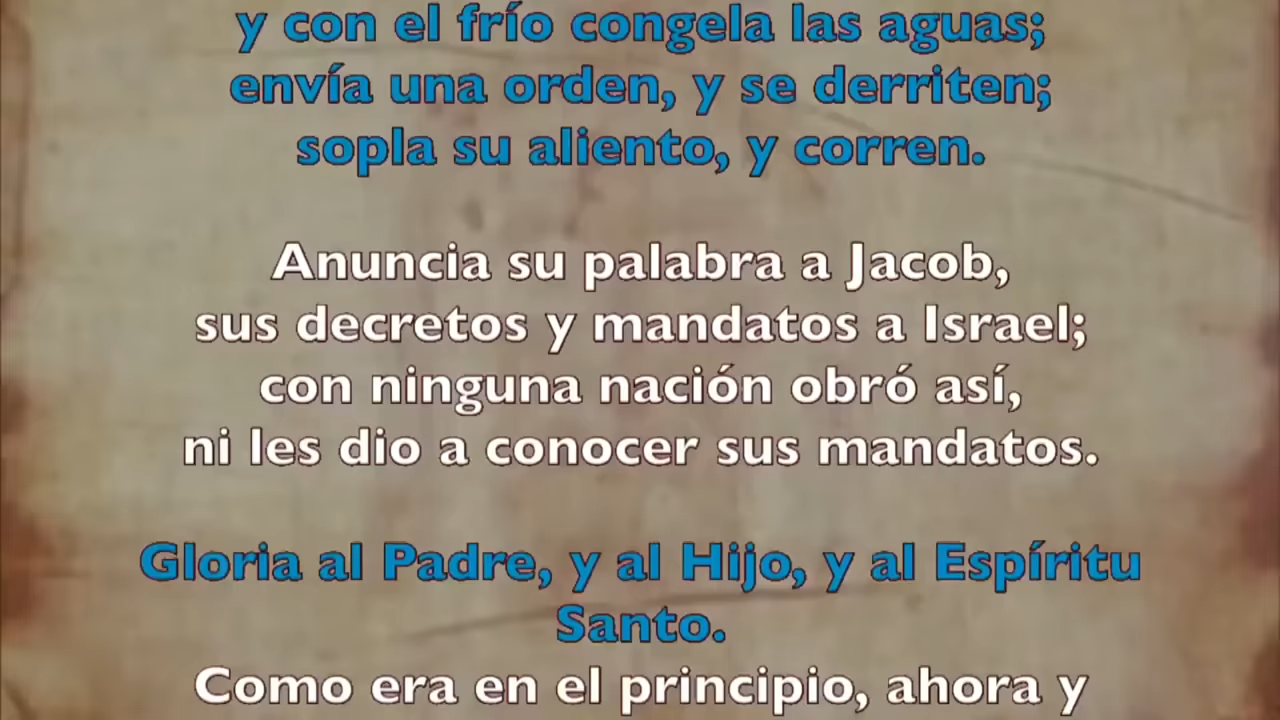 y con el frío congela las aguas;
envía una orden, y se derriten;
sopla su aliento, y corren.
Anuncia su palabra a Jacob,
sus decretos y mandatos a Israel;
con ninguna nación obró así,
ni les dio a conocer sus mandatos.
Gloria al Padre, y al Hijo, y al Espíritu
Santo.
Como era en el principio, ahora y